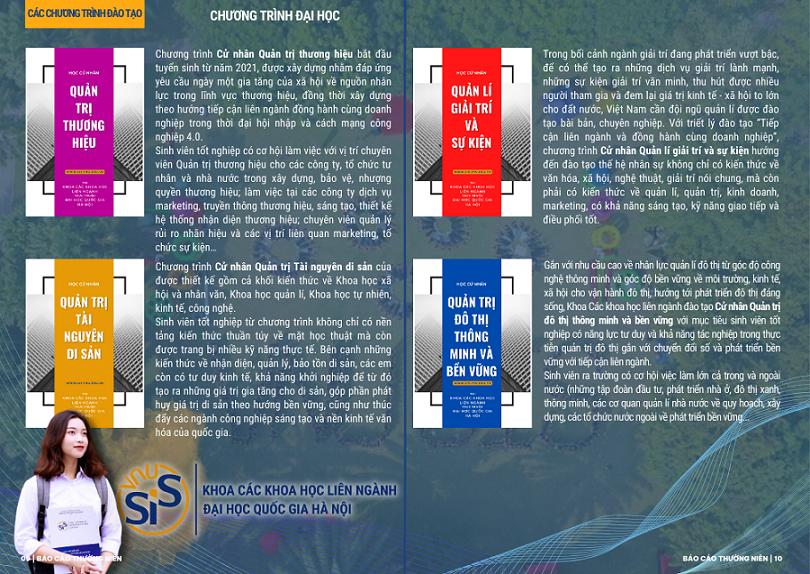 CÁC CHƯƠNG TRÌNH ĐÀO TẠO
CHƯƠNG TRÌNH ĐẠI HỌC
HỌC CỬ NHÂN
QUẢN
TRỊ
THƯƠNG
HIỆU
KHOA CÁC KHOA HỌC
LIÊN NGÀNH
ĐẠI HỌC QUỐC GIA
HÀ NỘI
Chương trình Cử nhân Quản trị thương hiệu bắt đầu
tuyển sinh từ năm 2021, được xây dựng nhằm đáp ứng
yêu cầu ngày một gia tăng của xã hội về nguồn nhân
lực trong lĩnh vực thương hiệu, đồng thời xây dựng
theo hướng tiếp cận liên ngành đồng hành cùng doanh
nghiệp trong thời đại hội nhập và cách mạng công
nghiệp 4.0.
Sinh viên tốt nghiệp có cơ hội làm việc với vị trí chuyên
viên Quản trị thương hiệu cho các công ty, tổ chức tư
nhân và nhà nước trong xây dựng, bảo vệ, nhượng
quyền thương hiệu; làm việc tại các công ty dịch vụ
marketing, truyền thông thương hiệu, sáng tạo, thiết kế
hệ thống nhận diện thương hiệu; chuyên viên quản lý
rủi ro nhãn hiệu và các vị trí liên quan marketing, tổ
chức sự kiện…
HỌC CỬ NHÂN
QUẢN TRỊ
TÀI
NGUYÊN
DI SẢN
KHOA CÁC KHOA HỌC
LIÊN NGÀNH
ĐẠI HỌC QUỐC GIA
HÀ NỘI
Chương trình Cử nhân Quản trị Tài nguyên di sản của
được thiết kế gồm cả khối kiến thức về Khoa học xã
hội và nhân văn, Khoa học quản lí, Khoa học tự nhiên,
kinh tế, công nghệ.
Sinh viên tốt nghiệp từ chương trình không chỉ có nền
tảng kiến thức thuần túy về mặt học thuật mà còn
được trang bị nhiều kỹ năng thực tế. Bên cạnh những
kiến thức về nhận diện, quản lý, bảo tồn di sản, các em
còn có tư duy kinh tế, khả năng khởi nghiệp để từ đó
tạo ra những giá trị gia tăng cho di sản, góp phần phát
huy giá trị di sản theo hướng bền vững, cũng như thúc
đẩy các ngành công nghiệp sáng tạo và nền kinh tế văn
hóa của quốc gia.
VNU
SiS
KHOA CÁC KHOA HỌC LIÊN NGÀNH
ĐẠI HỌC QUỐC GIA HÀ NỘI
09 | BÁO CÁO THƯỜNG NIÊN
HỌC CỬ NHÂN
QUẢN LÍ
GIẢI TRÍ
VÀ
SỰ KIỆN
KHOA CÁC KHOA HỌC
LIÊN NGÀNH
ĐẠI HỌC QUỐC GIA
HÀ NỘI
Trong bối cảnh ngành giải trí đang phát triển vượt bậc,
để có thể tạo ra những dịch vụ giải trí lành mạnh,
những sự kiện giải trí văn minh, thu hút được nhiều
người tham gia và đem lại giá trị kinh tế - xã hội to lớn
cho đất nước, Việt Nam cần đội ngũ quản lí được đào
tạo bài bản, chuyên nghiệp. Với triết lý đào tạo “Tiếp
cận liên ngành và đồng hành cùng doanh nghiệp”,
chương trình Cử nhân Quản lí giải trí và sự kiện hướng
đến đào tạo thế hệ nhân sự không chỉ có kiến thức về
văn hóa, xã hội, nghệ thuật, giải trí nói chung, mà còn
phải có kiến thức về quản lí, quản trị, kinh doanh,
marketing, có khả năng sáng tạo, kỹ năng giao tiếp và
điều phối tốt.
HỌC CỬ NHÂN
QUẢN TRỊ
ĐÔ THỊ
THÔNG
MINH VÀ
BỀN VỮNG
KHOA CÁC KHOA HỌC
LIÊN NGÀNH
ĐẠI HỌC QUỐC GIA
HÀ NỘI
Gắn với nhu cầu cao về nhân lực quản lí đô thị từ góc độ công
nghệ thông minh và góc độ bền vững về môi trường, kinh tế,
xã hội cho vận hành đô thị, hướng tới phát triển đô thị đáng
sống, Khoa Các khoa học liên ngành đào tạo Cử nhân Quản trị
đô thị thông minh và bền vững với mục tiêu sinh viên tốt
nghiệp có năng lực tư duy và khả năng tác nghiệp trong thực
tiễn quản trị đô thị gắn với chuyển đổi số và phát triển bền
vững với tiếp cận liên ngành.
Sinh viên ra trường có cơ hội việc làm lớn cả trong và ngoài
nước (những tập đoàn đầu tư, phát triển nhà ở, đô thị xanh,
thông minh, các cơ quan quản lí nhà nước về quy hoạch, xây
dựng, các tổ chức nước ngoài về phát triển bền vững...
BÁO CÁO THƯỜNG NIÊN | 10